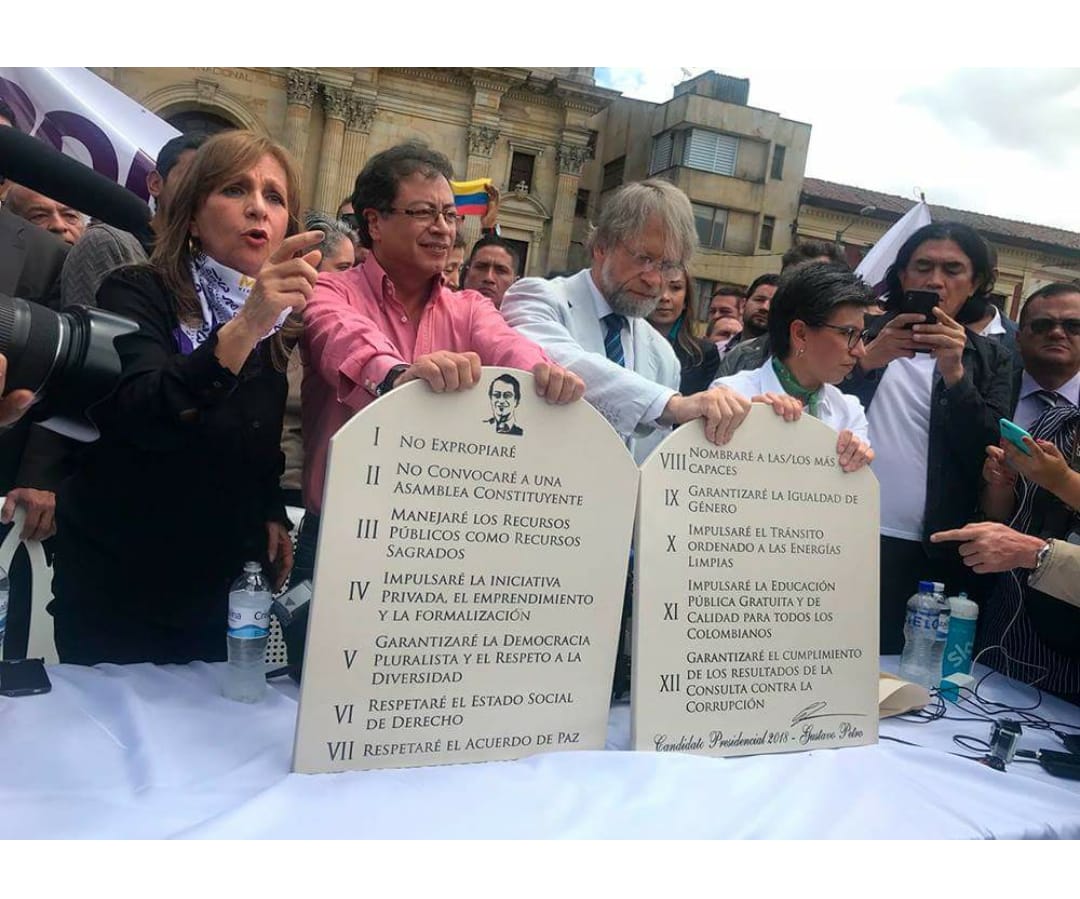 NACIONAL
I NO EXPROPIARÉ
II NO CONVOCARÉ A UNA
ASAMBLEA CONSTITUYENTE
III MANEJARÉ LOS RECURSOS
PÚBLICOS COMO RECURSOS
SAGRADOS
IV IMPULSARÉ LA INICIATIVA
PRIVADA, EL EMPRENDIMIENTO
Y LA FORMALIZACIÓN
V GARANTIZARÉ LA DEMOCRACIA
PLURALISTA Y EL RESPETO A LA
DIVERSIDAD
VI RESPETARÉ EL ESTADO SOCIAL
DE DERECHO
VII RESPETARÉ EL ACUERDO DE PAZ
VIII NOMBRARÉ A LAS/LOS MÁS
CAPACES
IX GARANTIZARÉ LA IGUALDAD DE
GÉNERO
X IMPULSARÉ EL TRÁNSITO
ORDENADO A LAS ENERGÍAS
LIMPIAS
XI IMPULSARÉ LA EDUCACIÓN
PÚBLICA GRATUITA Y DE
CALIDAD PARA TODOS LOS
COLOMBIANOS
XII GARANTIZARÉ EL CUMPLIMIENTO
DE LOS RESULTADOS DE LA
CONSULTA CONTRA LA
CORRUPCIÓN
Candidato Presidencial 2018 - Gustavo Petro